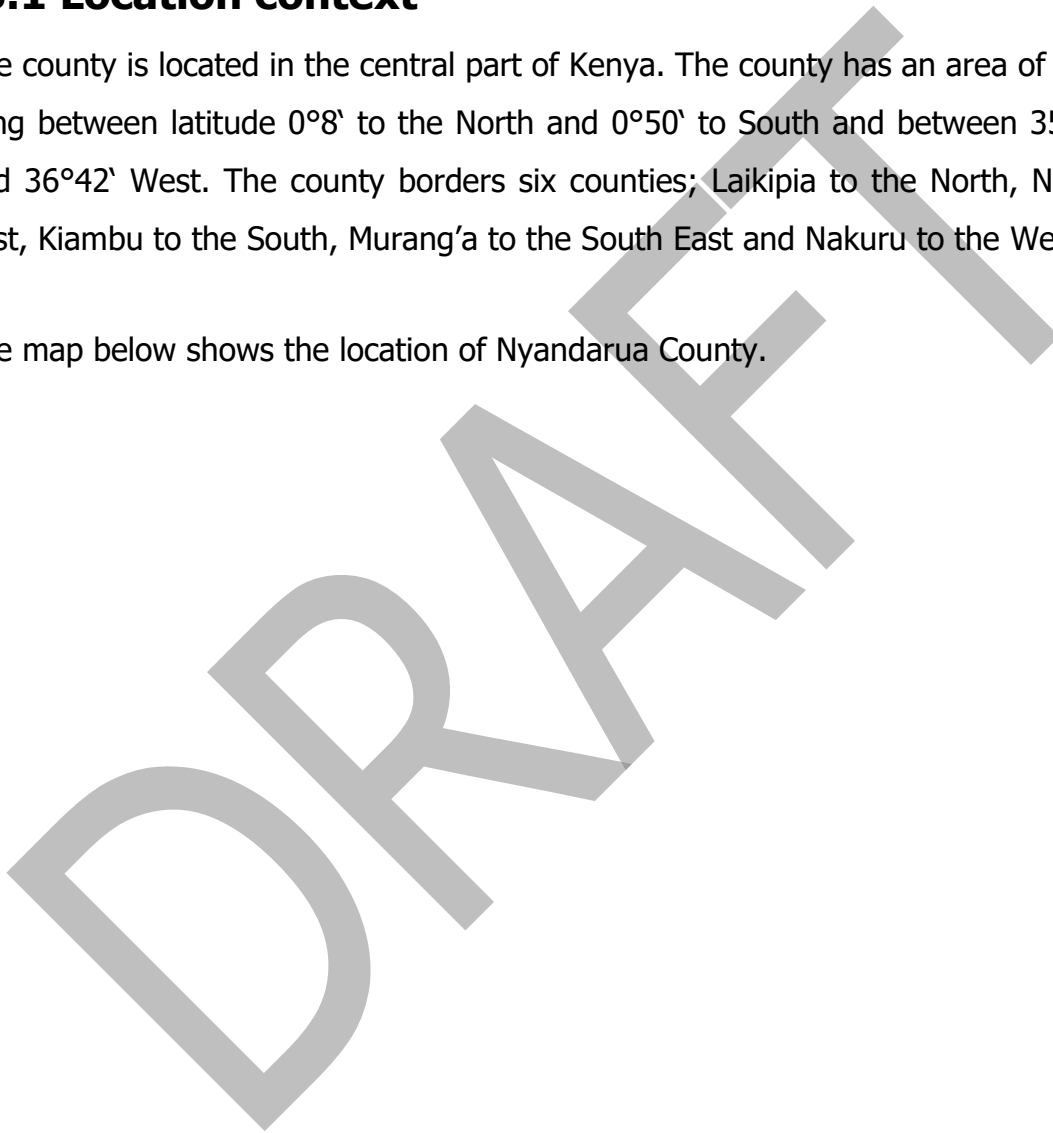 .1 Location context
e county is located in the central part of Kenya. The county has an area of
ng between latitude 0°8‛ to the North and 0°50‛ to South and between 35
d 36°42‛ West. The county borders six counties; Laikipia to the North, N
st, Kiambu to the South, Murang’a to the South East and Nakuru to the We
e map below shows the location of Nyandarua County.
DRAFT